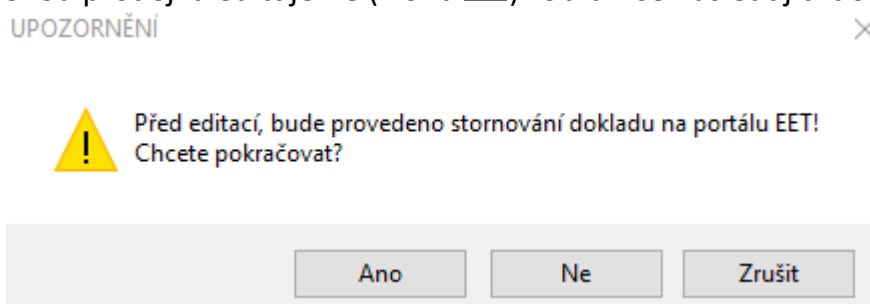 UPOZORNĚNÍ
Před editací, bude provedeno stornování dokladu na portálu EET!
Chcete pokračovat?
Ano Ne Zrušit